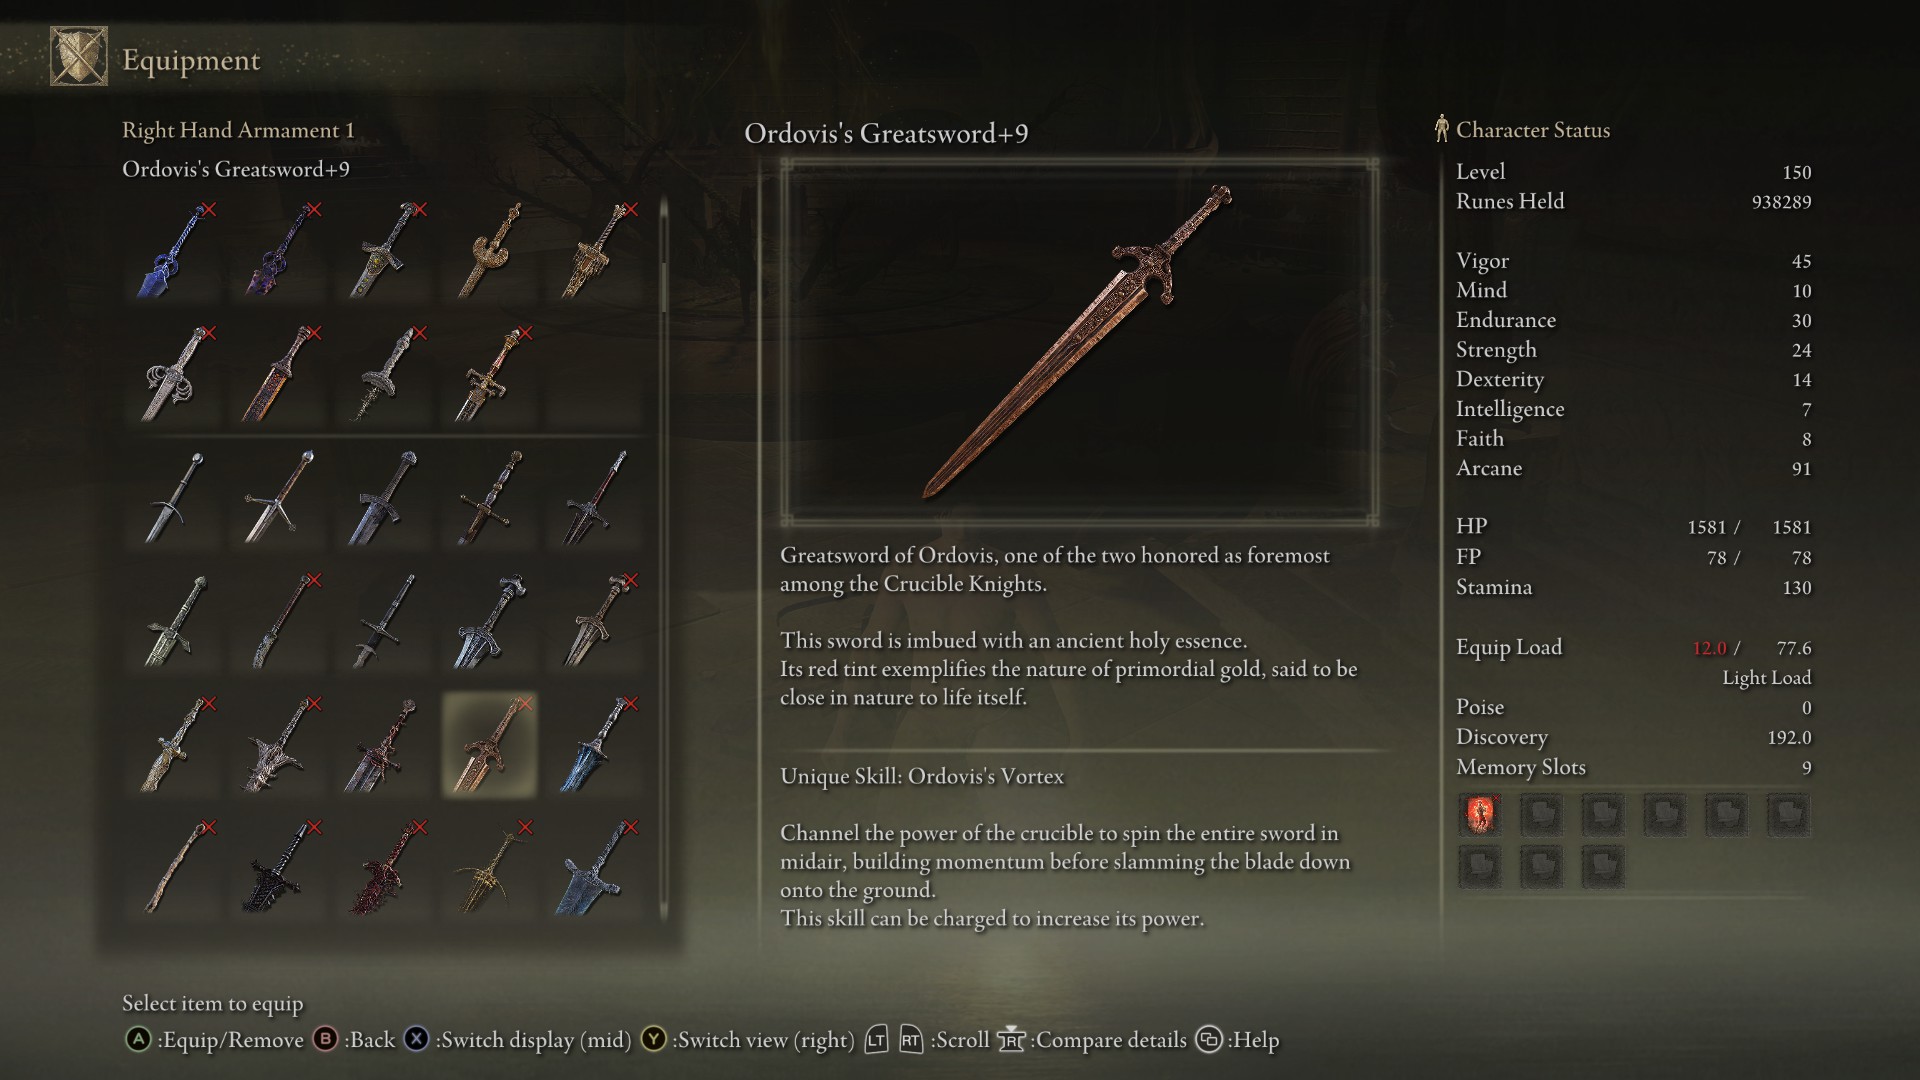 Equipment
Right Hand Armament 1
Ordovis's Greatsword+9
Ordovis's Greatsword+9
Greatsword of Ordovis, one of the two honored as foremost
among the Crucible Knights.
This sword is imbued with an ancient holy essence.
Its red tint exemplifies the nature of primordial gold, said to be
close in nature to life itself.
Unique Skill: Ordovis's Vortex
Channel the power of the crucible to spin the entire sword in
midair, building momentum before slamming the blade down
onto the ground.
This skill can be charged to increase its power.
Character Status
Level 150
Runes Held 938289
Vigor 45
Mind 10
Endurance 30
Strength 24
Dexterity 14
Intelligence 7
Faith 8
Arcane 91
HP 1581 / 1581
FP 78 / 78
Stamina 130
Equip Load 12.0 / 77.6
Light Load
Poise 0
Discovery 192.0
Memory Slots 9
Select item to equip
A :Equip/Remove B :Back X :Switch display (mid) Y :Switch view (right) LT RT :Scroll R :Compare details :Help